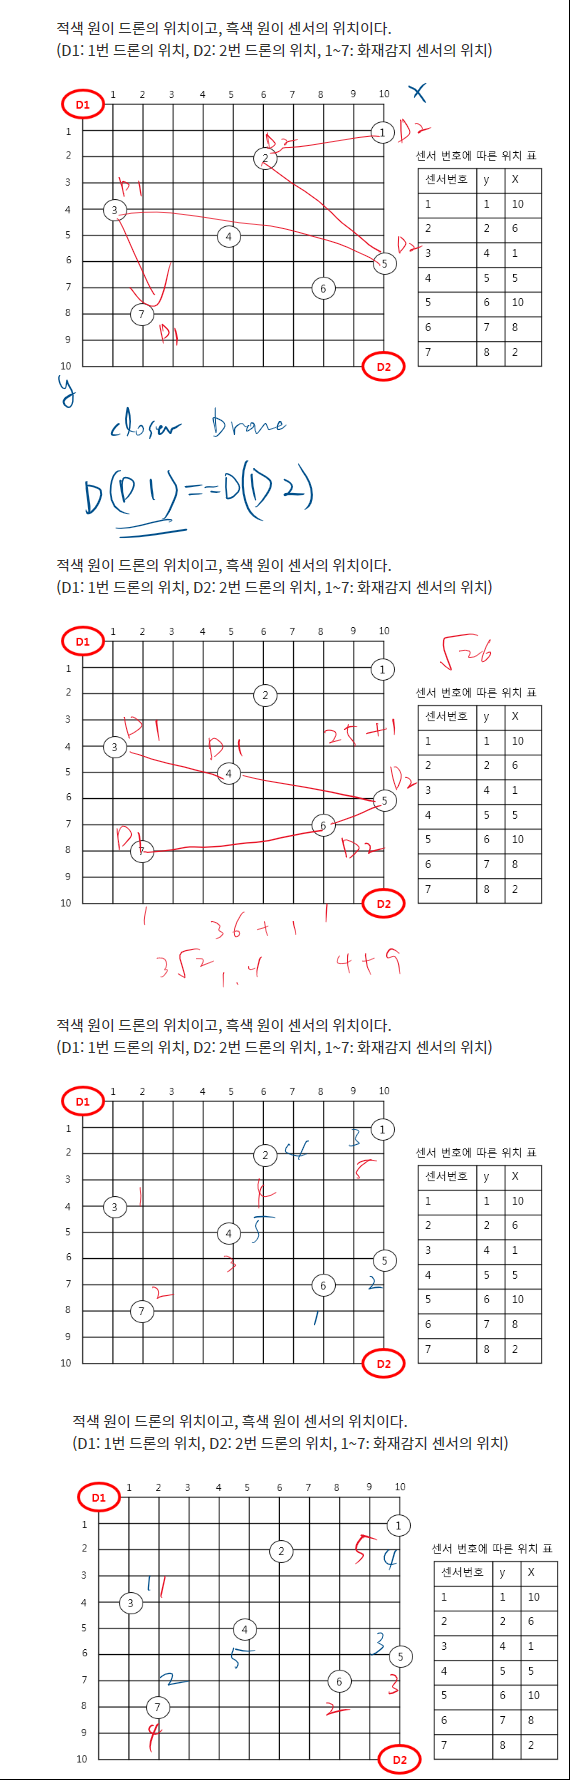 적색 원이 드론의 위치이고, 흑색 원이 센서의 위치이다.
(D1: 1번 드론의 위치, D2: 2번 드론의 위치, 1~7: 화재감지 센서의 위치)
D1 1 2 3 4 5 6 7 8 9 10 x
1 1 D2
2 D2 2
센서 번호에 따른 위치 표
센서번호 y X
1 1 10
2 2 6
3 4 1
4 5 5
5 6 10
6 7 8
7 8 2
3
D1
4 3
5 4 D2
6 5
7 6
8 7 D1
9
10 D2
y
closer Drone
D(D1)==D(D2)
적색 원이 드론의 위치이고, 흑색 원이 센서의 위치이다.
(D1: 1번 드론의 위치, D2: 2번 드론의 위치, 1~7: 화재감지 센서의 위치)
D1 1 2 3 4 5 6 7 8 9 10 √26
1 1
2 2
센서 번호에 따른 위치 표
센서번호 y X
1 1 10
2 2 6
3 4 1
4 5 5
5 6 10
6 7 8
7 8 2
3 D1 25+1
4 3 D1
5 4 D2
6 5
7 D1 6 D2
8 7
9
10 D2
1 36+1 1
3√2 1.4 4+9
적색 원이 드론의 위치이고, 흑색 원이 센서의 위치이다.
(D1: 1번 드론의 위치, D2: 2번 드론의 위치, 1~7: 화재감지 센서의 위치)
D1 1 2 3 4 5 6 7 8 9 10
1 3 1
2 2 4 5
센서 번호에 따른 위치 표
센서번호 y X
1 1 10
2 2 6
3 4 1
4 5 5
5 6 10
6 7 8
7 8 2
3 4
4 3 1
5 4 5
6 3 5
7 2 6 2
8 7 1
9
10 D2
적색 원이 드론의 위치이고, 흑색 원이 센서의 위치이다.
(D1: 1번 드론의 위치, D2: 2번 드론의 위치, 1~7: 화재감지 센서의 위치)
D1 1 2 3 4 5 6 7 8 9 10
1 1
2 2 5 4
센서 번호에 따른 위치 표
센서번호 y X
1 1 10
2 2 6
3 4 1
4 5 5
5 6 10
6 7 8
7 8 2
3 1 1
4 3
5 4 3
6 5 5
7 2 6 3
8 7 2
9 4
10 D2